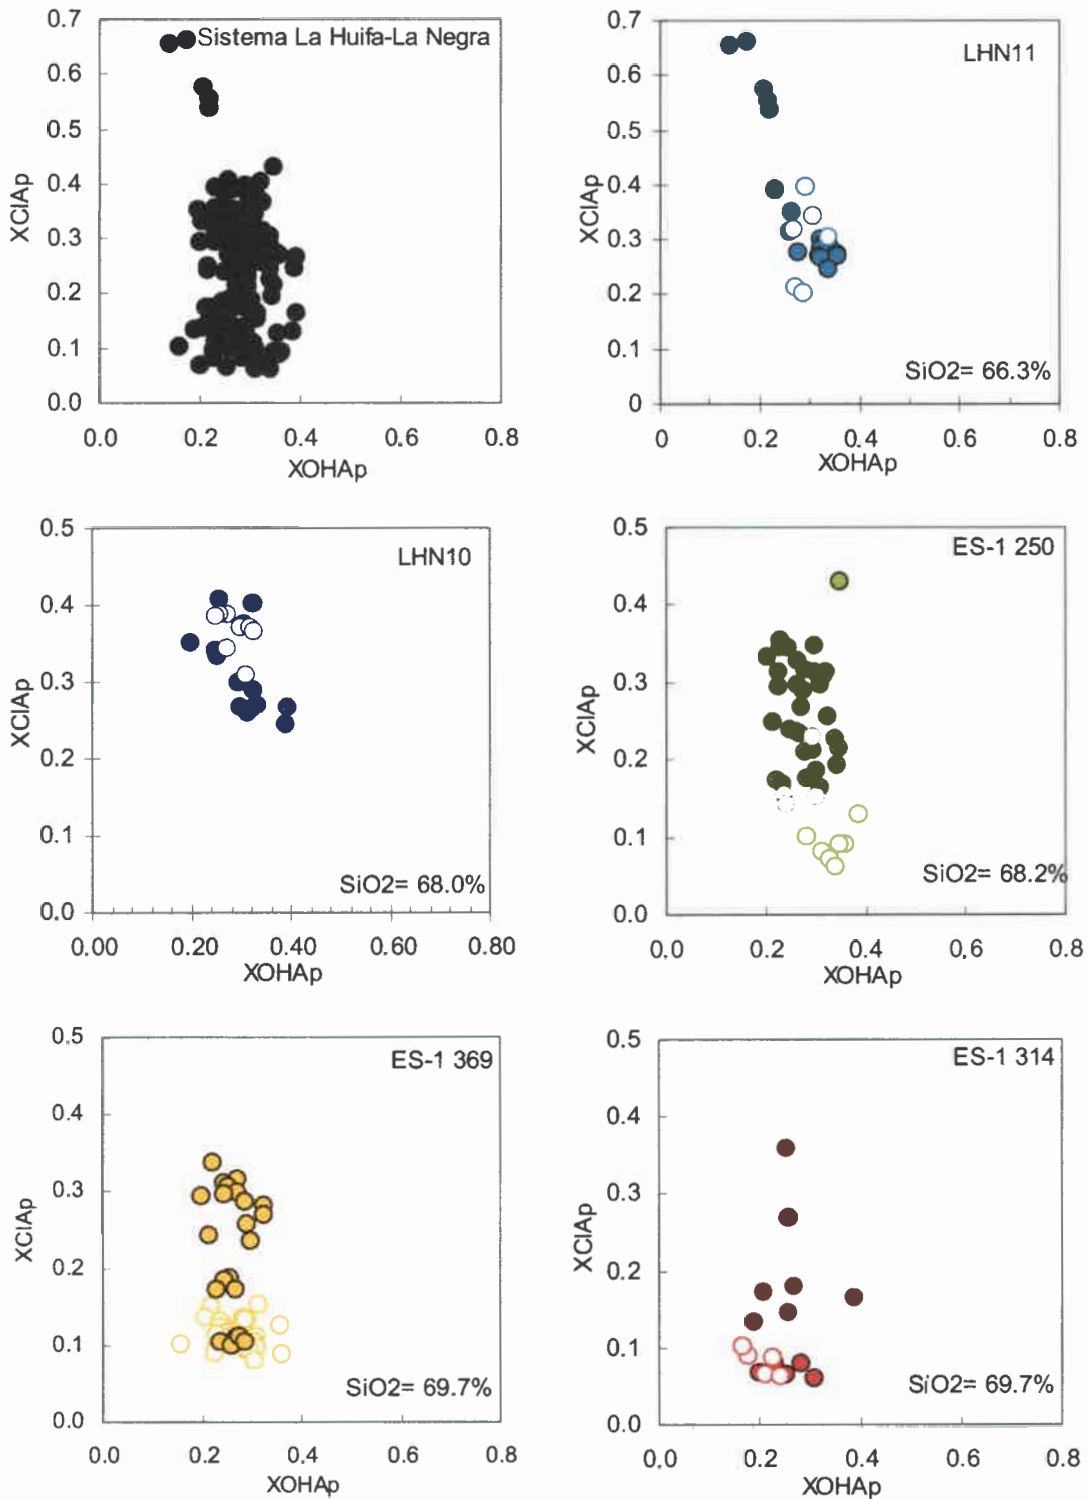 0.7
Sistema La Huifa-La Negra
0.6
0.5
0.4
XClAp
0.3
0.2
0.1
0.0
0.0 0.2 0.4 0.6 0.8
XOHAp
0.7
LHN11
0.6
0.5
0.4
XClAp
0.3
0.2
0.1
SiO2= 66.3%
0
0 0.2 0.4 0.6 0.8
XOHAp
0.5
LHN10
0.4
0.3
XClAp
0.2
0.1
SiO2= 68.0%
0.0
0.00 0.20 0.40 0.60 0.80
XOHAp
0.5
ES-1 250
0.4
0.3
XClAp
0.2
0.1
SiO2= 68.2%
0.0
0.0 0.2 0.4 0.6 0.8
XOHAp
0.5
ES-1 369
0.4
0.3
XClAp
0.2
0.1
SiO2= 69.7%
0.0
0.0 0.2 0.4 0.6 0.8
XOHAp
0.5
ES-1 314
0.4
0.3
XClAp
0.2
0.1
SiO2= 69.7%
0.0
0.0 0.2 0.4 0.6 0.8
XOHAp